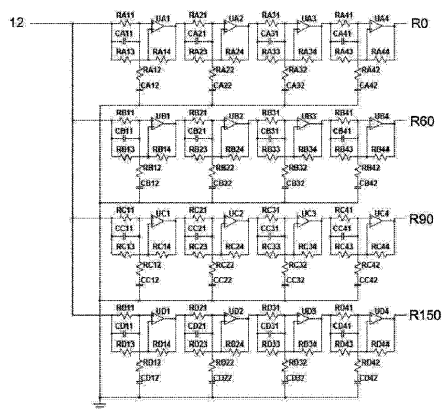 RA11 UA1 RA21 UA2 RA31 UA3 RA41 UA4
12 R0
CA11 CA21 CA31 CA41
RA13 RA14 RA23 RA24 RA33 RA34 RA43 RA44
RA12 RA22 RA32 RA42
CA12 CA22 CA32 CA42
RB11 UB1 RB21 UB2 RB31 UB3 RB41 UB4 R60
CB11 CB21 CB31 CB41
RB13 RB14 RB23 RB24 RB33 RB34 RB43 RB44
RB12 RB22 RB32 RB42
CB12 CB22 CB32 CB42
RC11 UC1 RC21 UC2 RC31 UC3 RC41 UC4 R90
CC11 CC21 CC31 CC41
RC13 RC14 RC23 RC24 RC33 RC34 RC43 RC44
RC12 RC22 RC32 RC42
CC12 CC22 CC32 CC42
RD11 UD1 RD21 UD2 RD31 UD3 RD41 UD4 R150
CD11 CD21 CD31 CD41
RD13 RD14 RD23 RD24 RD33 RD34 RD43 RD44
RD12 RD22 RD32 RD42
CD12 CD22 CD32 CD42